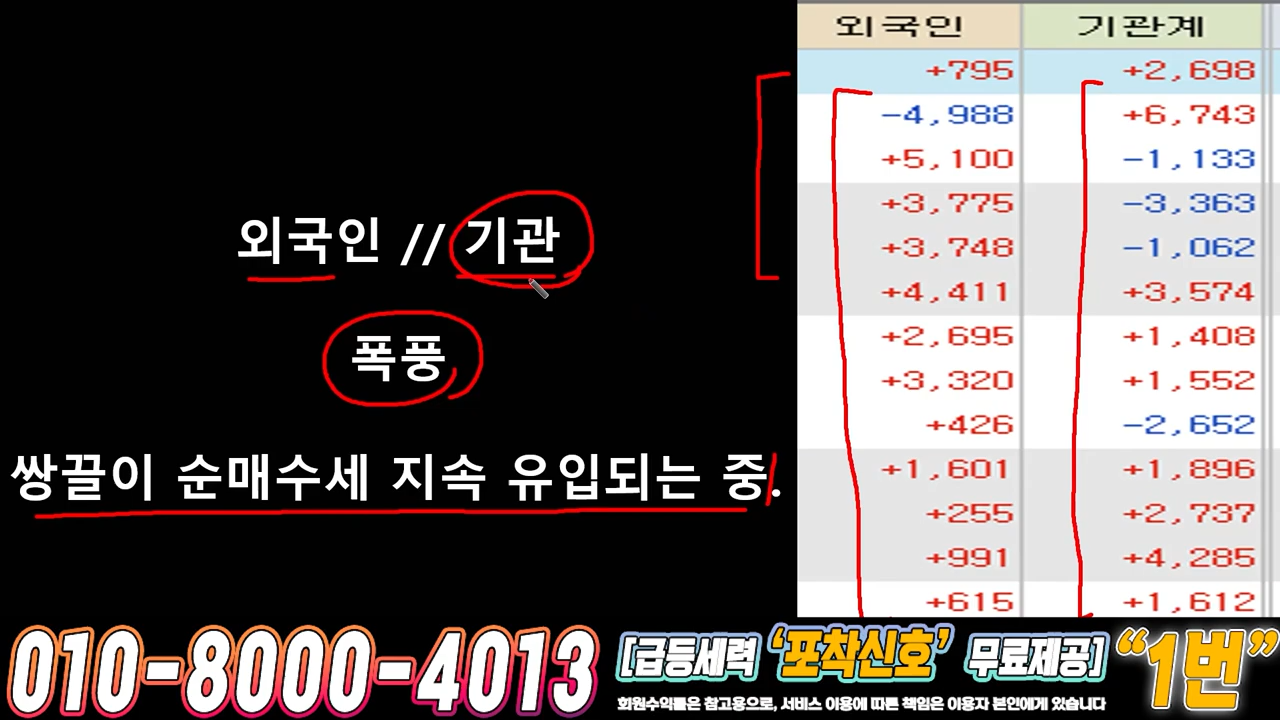 외국인 // 기관
폭풍
쌍끌이 순매수세 지속 유입되는 중.
외국인 기관계
+795 +2,698
-4,988 +6,743
+5,100 -1,133
+3,775 -3,363
+3,748 -1,062
+4,411 +3,574
+2,695 +1,408
+3,320 +1,552
+426 -2,652
+1,601 +1,896
+255 +2,737
+991 +4,285
+615 +1,612
010-8000-4013 [급등세력 ‘포착신호’ 무료제공] “1번”
회원수익률은 참고용으로, 서비스 이용에 따른 책임은 이용자 본인에게 있습니다